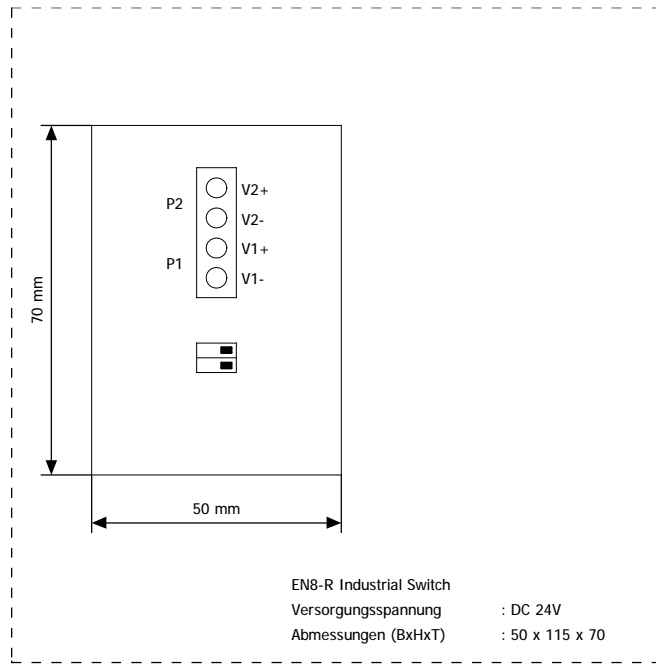 V2+
P2
V2-
V1+
P1
V1-
70 mm
50 mm
EN8-R Industrial Switch
Versorgungsspannung : DC 24V
Abmessungen (BxHxT) : 50 x 115 x 70